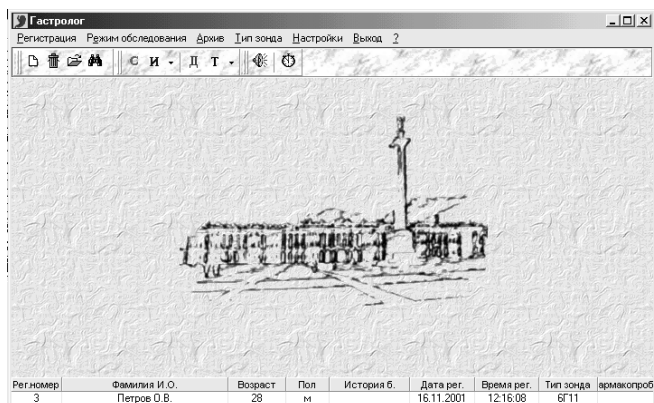 Гастролог
Регистрация Режим обследования Архив Тип зонда Настройки Выход ?
С И Д Т
Рег.номер Фамилия И.О. Возраст Пол История б. Дата рег. Время рег. Тип зонда армакопроб
3 Петров О.В. 28 м 16.11.2001 12:16:08 6Г11